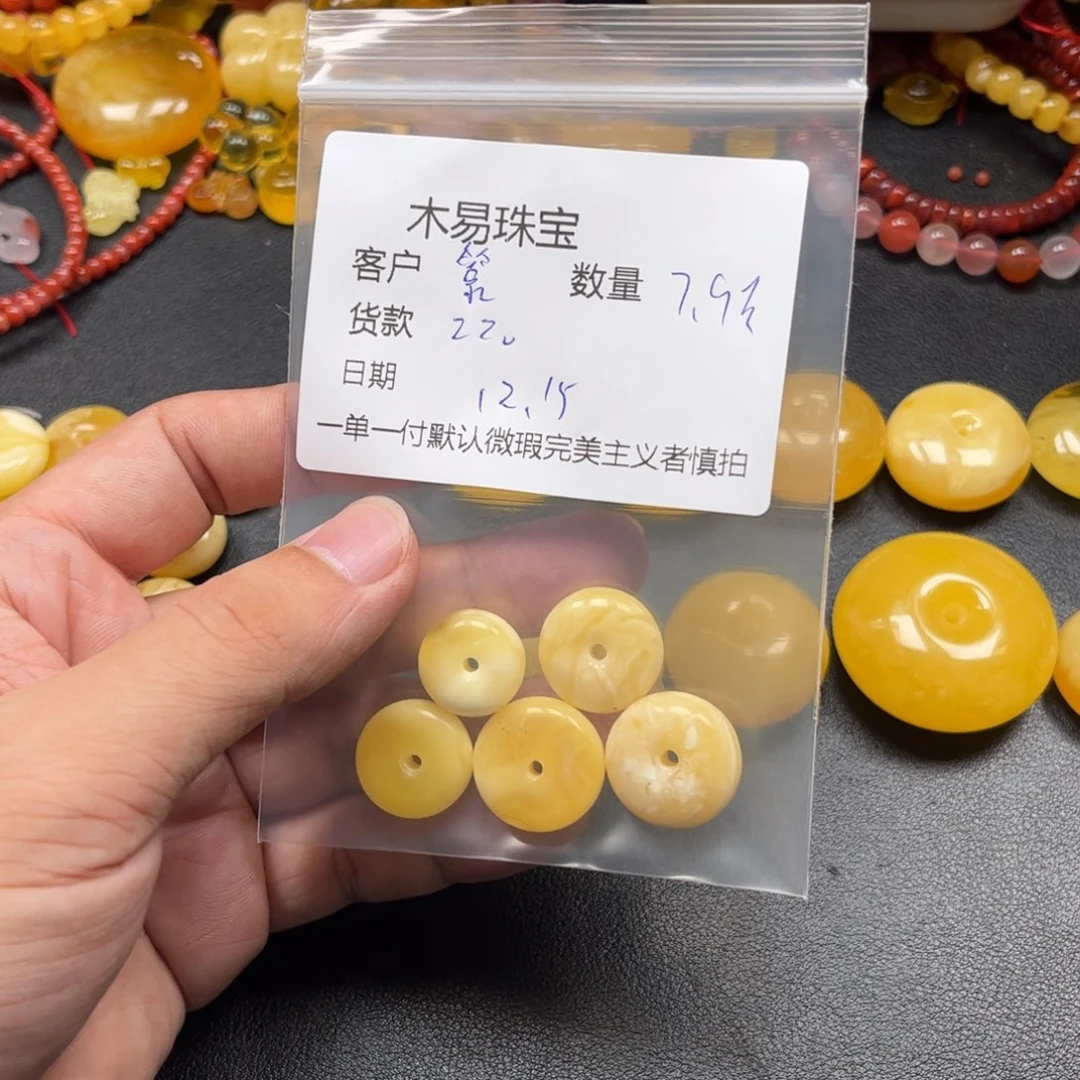 木易珠宝
客户 数量 7.9
货款 220
日期 12.15
一单一付默认微瑕完美主义者慎拍